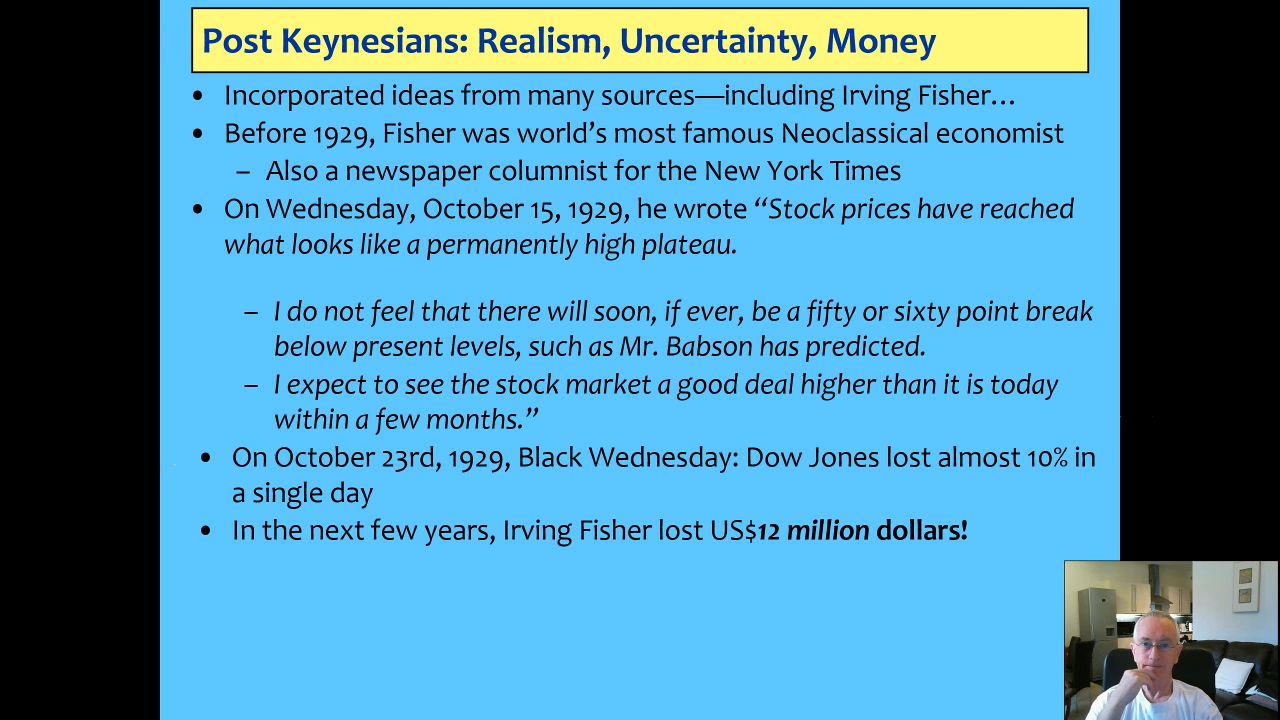 Post Keynesians: Realism, Uncertainty, Money
• Incorporated ideas from many sources—including Irving Fisher…
• Before 1929, Fisher was world’s most famous Neoclassical economist
– Also a newspaper columnist for the New York Times
• On Wednesday, October 15, 1929, he wrote “Stock prices have reached
what looks like a permanently high plateau.
– I do not feel that there will soon, if ever, be a fifty or sixty point break
below present levels, such as Mr. Babson has predicted.
– I expect to see the stock market a good deal higher than it is today
within a few months.”
• On October 23rd, 1929, Black Wednesday: Dow Jones lost almost 10% in
a single day
• In the next few years, Irving Fisher lost US$12 million dollars!